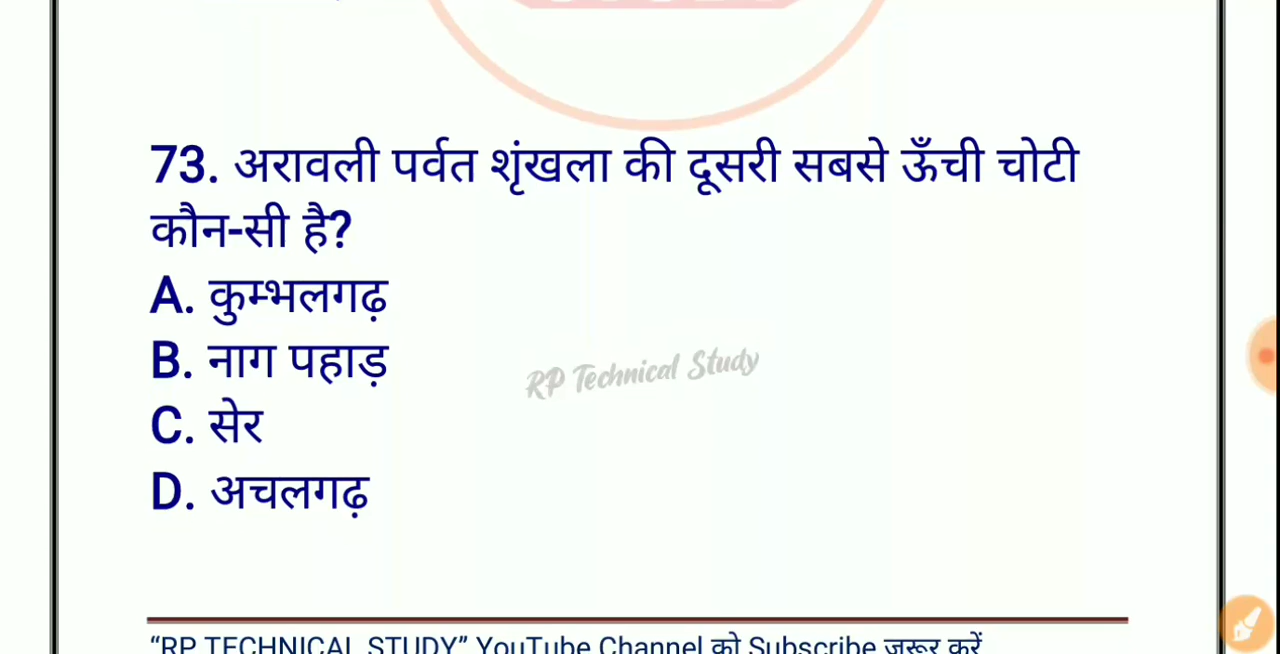 73. अरावली पर्वत शृंखला की दूसरी सबसे ऊँची चोटी
कौन-सी है?
A. कुम्भलगढ़
B. नाग पहाड़
RP Technical Study
C. सेर
D. अचलगढ़
“RP TECHNICAL STUDY” YouTube Channel को Subscribe जरूर करें